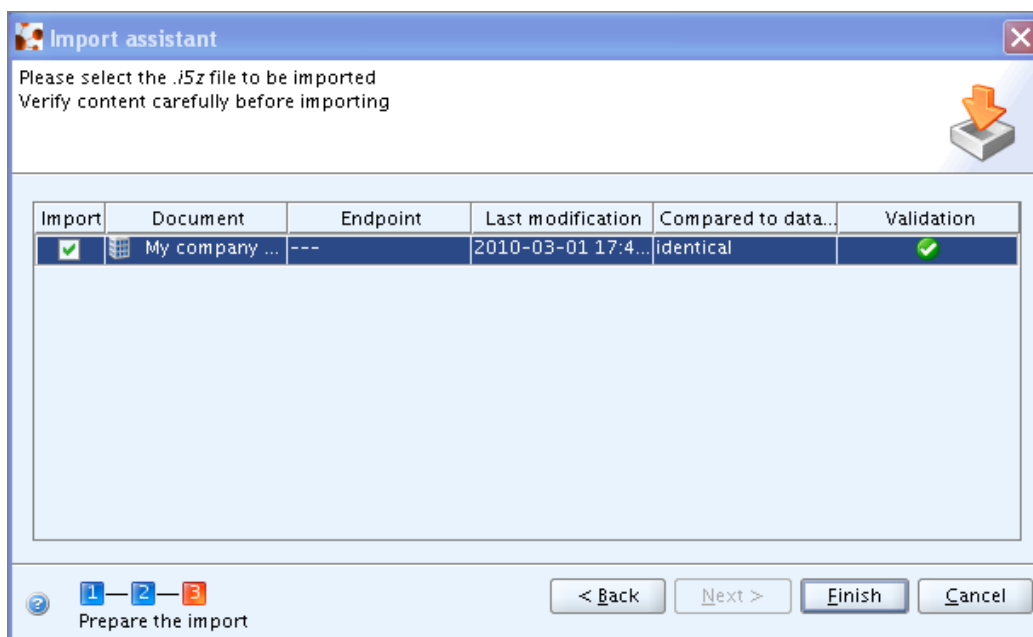 Import assistant
Please select the .i5z file to be imported
Verify content carefully before importing
Import Document Endpoint Last modification Compared to data... Validation
My company ... --- 2010-03-01 17:4... identical
1 2 3
Prepare the import
< Back Next > Finish Cancel